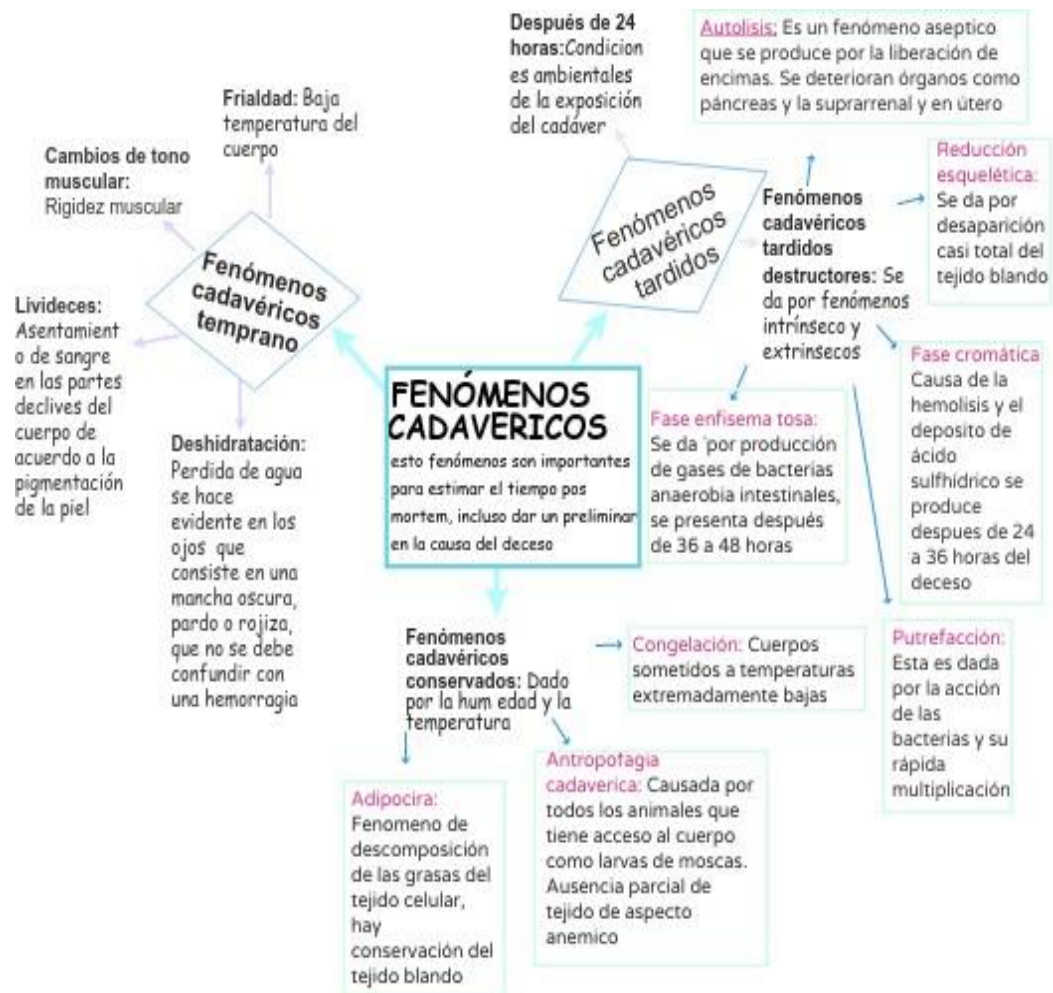 FENÓMENOS
CADAVERICOS
esto fenómenos son importantes
para estimar el tiempo pos
mortem, incluso dar un preliminar
en la causa del deceso
Fenómenos
cadavéricos
temprano
Frialdad: Baja
temperatura del
cuerpo
Cambios de tono
muscular:
Rigidez muscular
Livideces:
Asentamient
o de sangre
en las partes
declives del
cuerpo de
acuerdo a la
pigmentación
de la piel
Deshidratación:
Perdida de agua
se hace
evidente en los
ojos que
consiste en una
mancha oscura,
pardo o rojiza,
que no se debe
confundir con
una hemorragia
Fenómenos
cadavéricos
tardidos
Después de 24
horas:Condicion
es ambientales
de la exposición
del cadáver
Fenómenos
cadavéricos
tardidos
destructores: Se
da por fenómenos
intrínseco y
extrinsecos
Autolisis: Es un fenómeno aseptico
que se produce por la liberación de
encimas. Se deterioran órganos como
páncreas y la suprarrenal y en útero
Reducción
esquelética:
Se da por
desaparición
casi total del
tejido blando
Fase cromática
Causa de la
hemolisis y el
deposito de
ácido
sulfhídrico se
produce
despues de 24
a 36 horas del
deceso
Putrefacción:
Esta es dada
por la acción
de las
bacterias y su
rápida
multiplicación
Fase enfisema tosa:
Se da ¨por producción
de gases de bacterias
anaerobia intestinales,
se presenta después
de 36 a 48 horas
Fenómenos
cadavéricos
conservados: Dado
por la hum edad y la
temperatura
Congelación: Cuerpos
sometidos a temperaturas
extremadamente bajas
Antropofagia
cadaverica: Causada por
todos los animales que
tiene acceso al cuerpo
como larvas de moscas.
Ausencia parcial de
tejido de aspecto
anemico
Adipocira:
Fenomeno de
descomposición
de las grasas del
tejido celular,
hay
conservación del
tejido blando